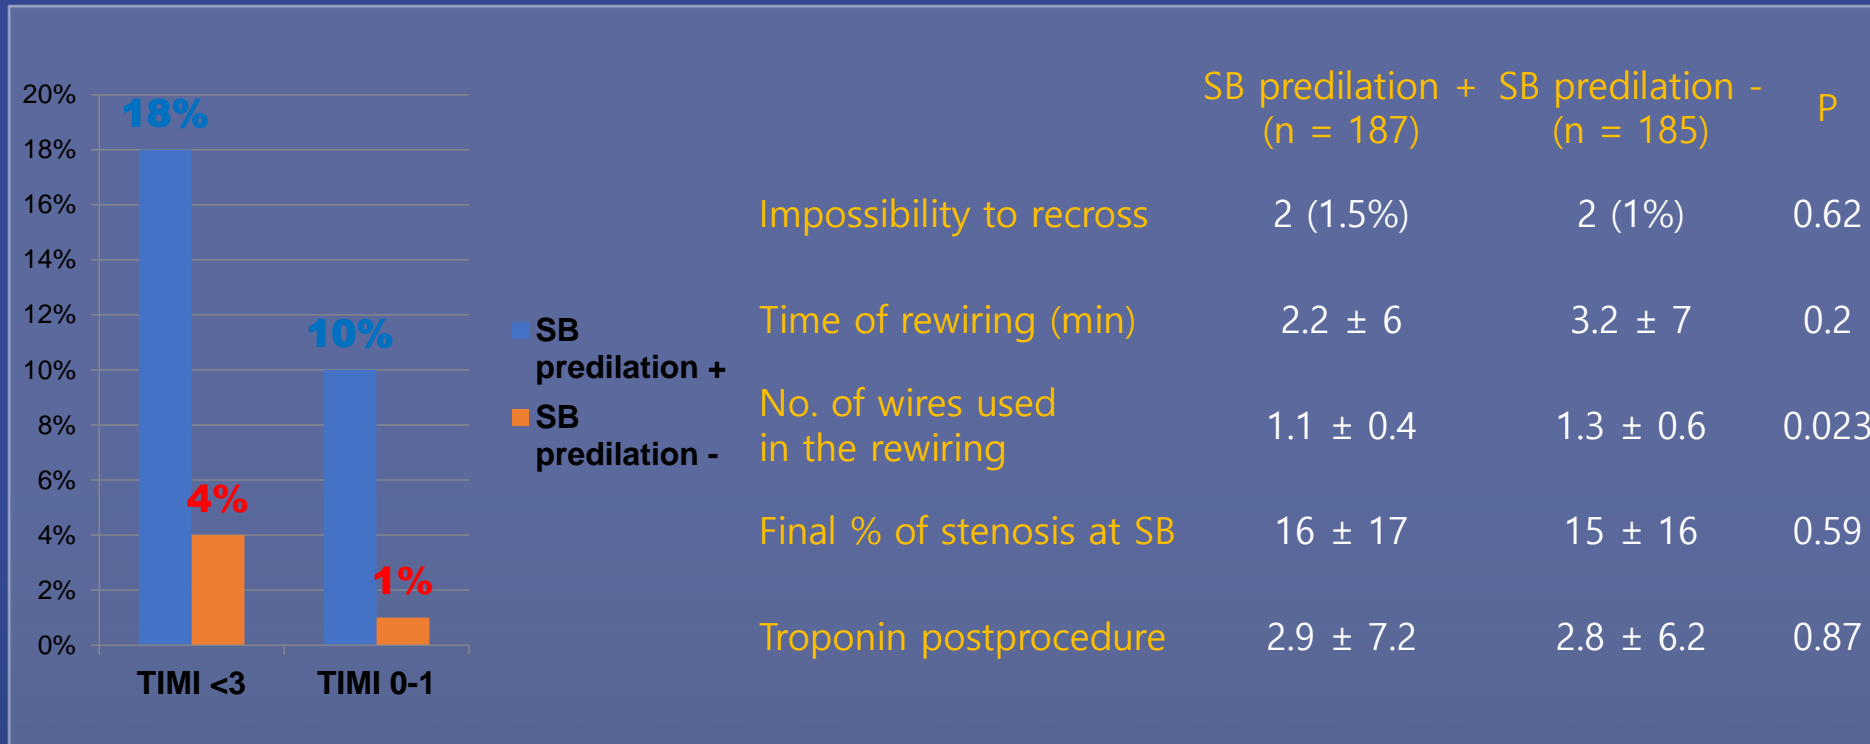 20%
18%
16%
14%
12%
10%
8%
6%
4%
2%
0%
18%
4%
10%
1%
TIMI <3
TIMI 0-1
SB
predilation +
SB
predilation -
SB predilation + SB predilation - P
(n = 187) (n = 185)
Impossibility to recross 2 (1.5%) 2 (1%) 0.62
Time of rewiring (min) 2.2 ± 6 3.2 ± 7 0.2
No. of wires used
in the rewiring 1.1 ± 0.4 1.3 ± 0.6 0.023
Final % of stenosis at SB 16 ± 17 15 ± 16 0.59
Troponin postprocedure 2.9 ± 7.2 2.8 ± 6.2 0.87